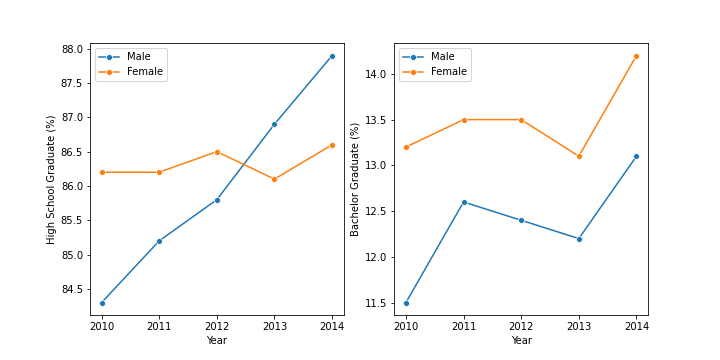 Male
Female
88.0
87.5
87.0
86.5
86.0
85.5
85.0
84.5
High School Graduate (%)
2010 2011 2012 2013 2014
Year
Male
Female
14.0
13.5
13.0
12.5
12.0
11.5
Bachelor Graduate (%)
2010 2011 2012 2013 2014
Year